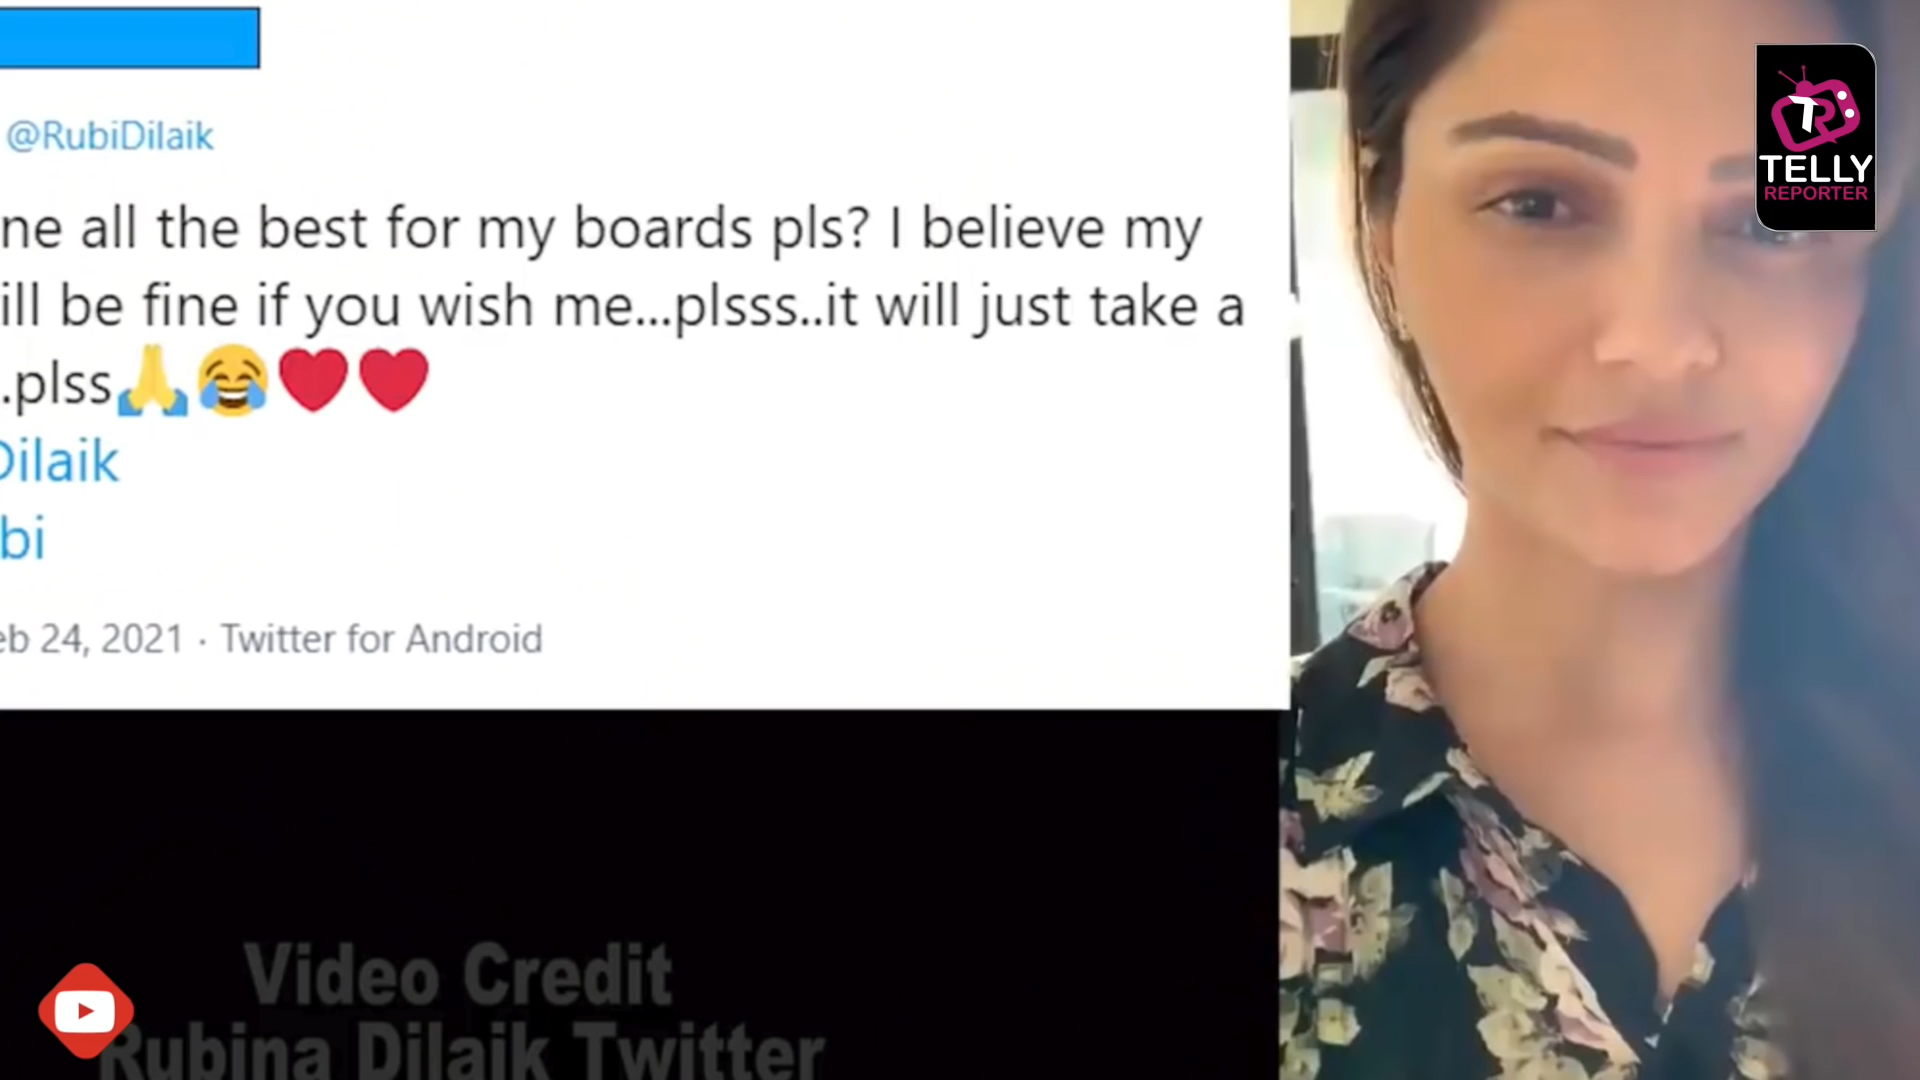 @RubiDilaik
ne all the best for my boards pls? I believe my
ill be fine if you wish me...plsss..it will just take a
.plss🙏😂❤️❤️
Dilaik
bi
eb 24, 2021 · Twitter for Android
Video Credit
Rubina Dilaik Twitter
TR
TELLY
REPORTER